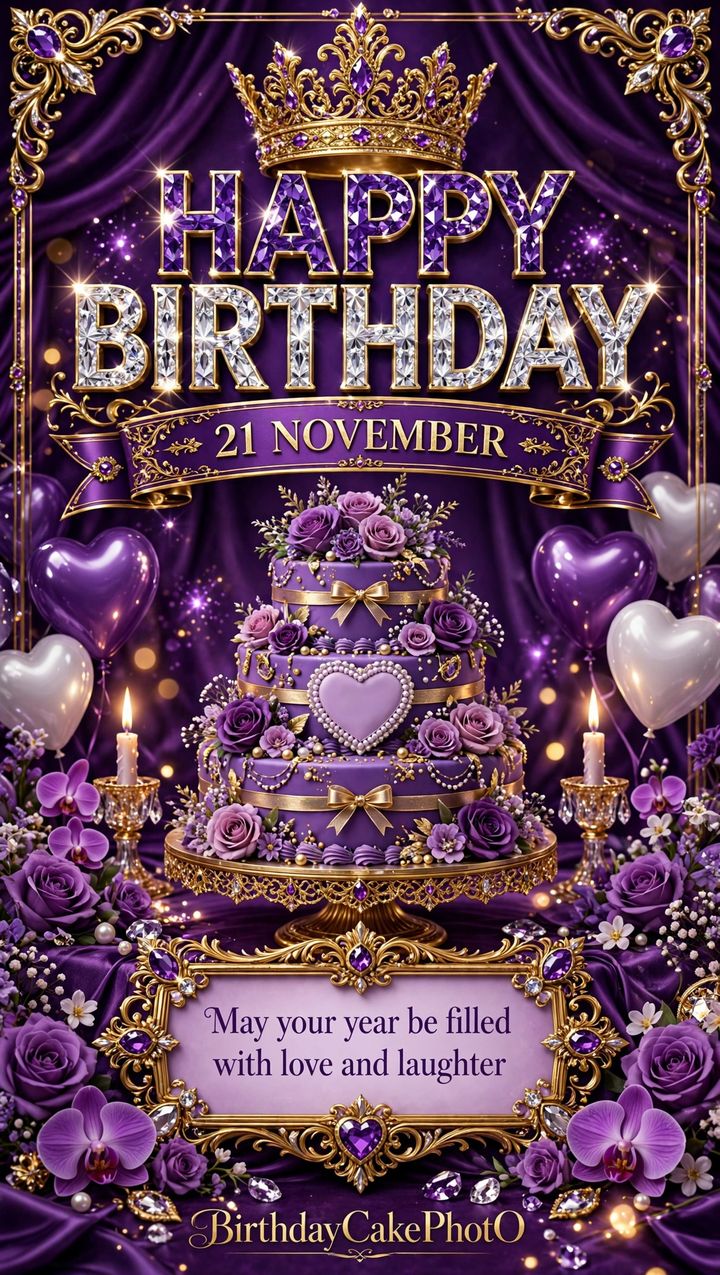 HAPPY
BIRTHDAY
21 NOVEMBER
May your year be filled
with love and laughter
BirthdayCakePhotO